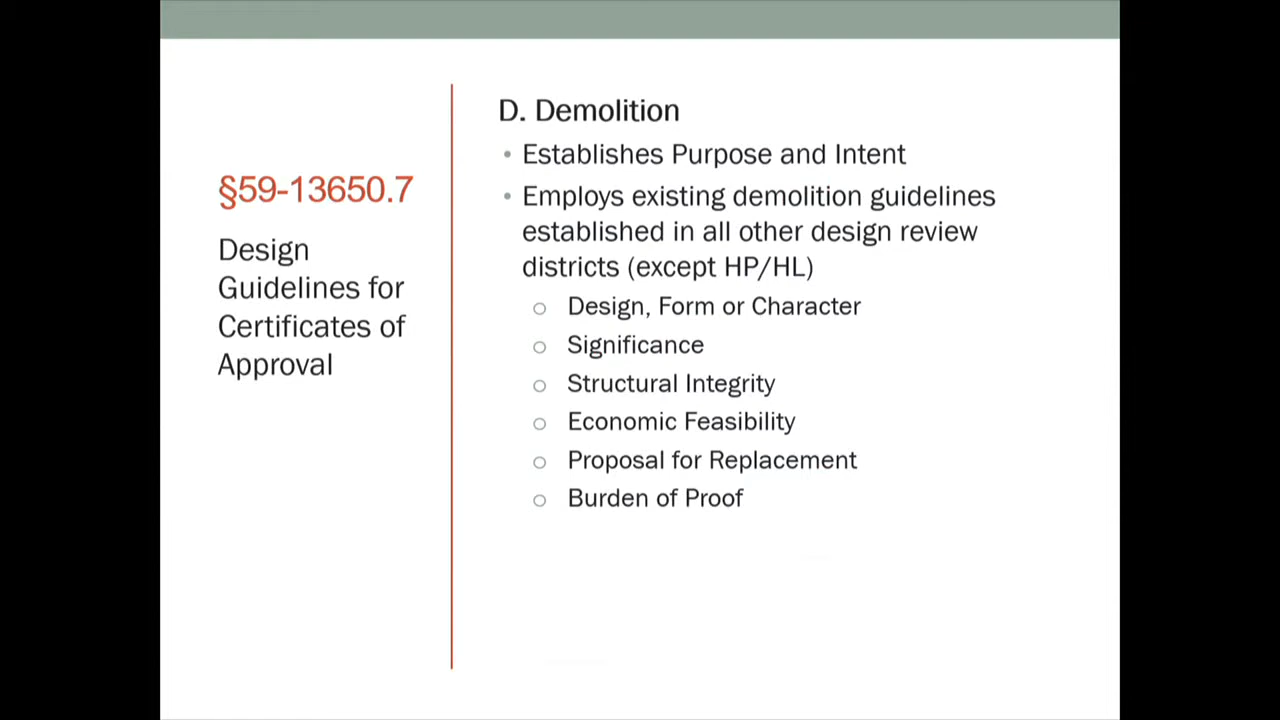 §59-13650.7
Design
Guidelines for
Certificates of
Approval
D. Demolition
• Establishes Purpose and Intent
• Employs existing demolition guidelines
established in all other design review
districts (except HP/HL)
○ Design, Form or Character
○ Significance
○ Structural Integrity
○ Economic Feasibility
○ Proposal for Replacement
○ Burden of Proof